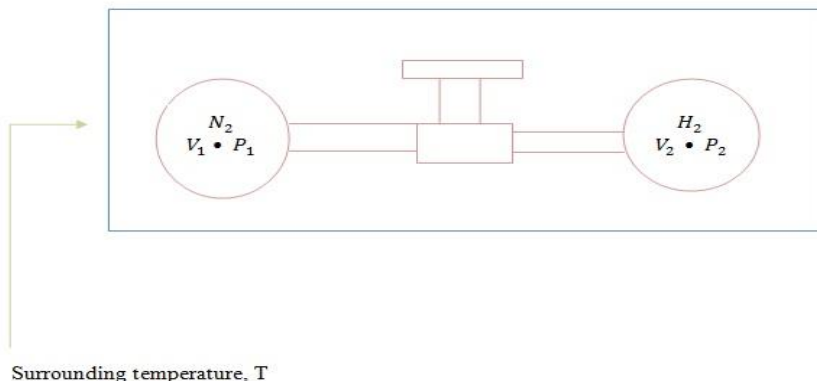 N₂
V₁ • P₁
H₂
V₂ • P₂
Surrounding temperature, T